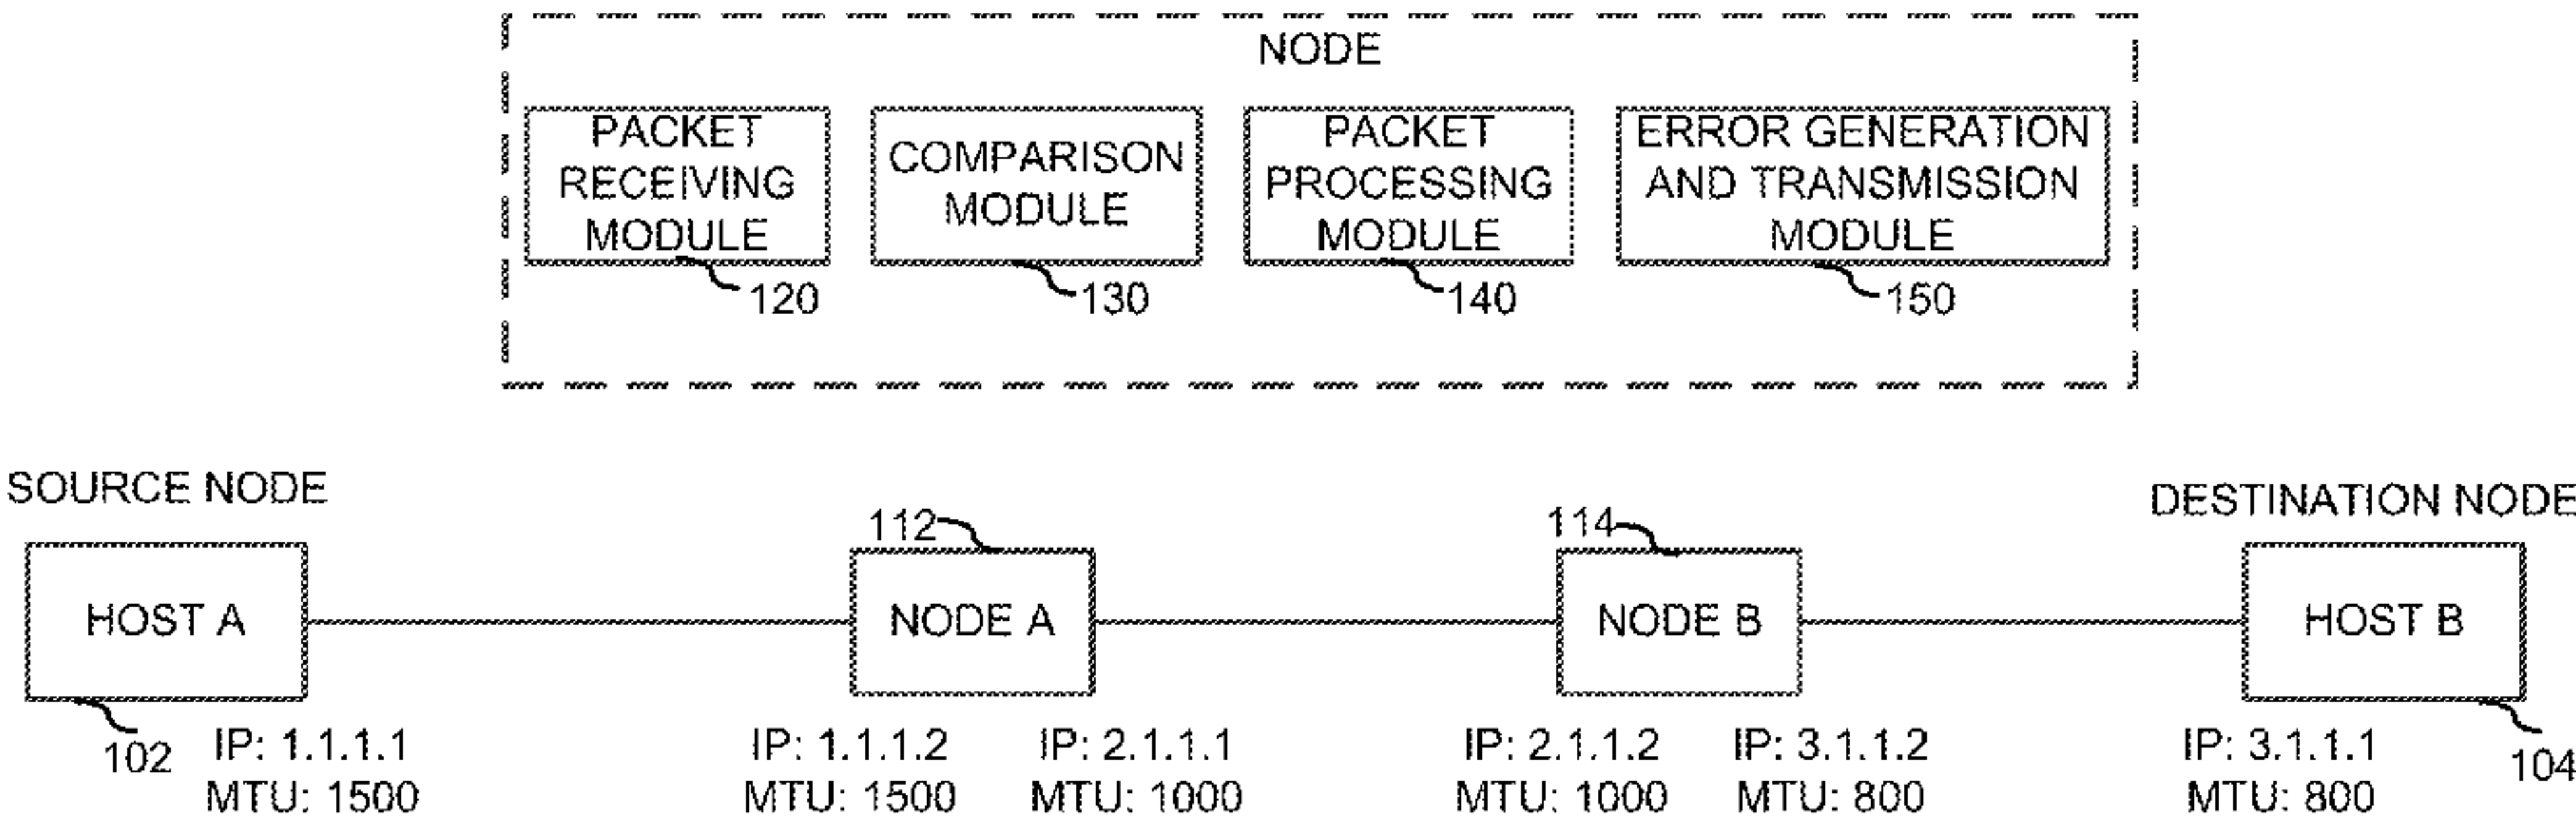 NODE
PACKET
RECEIVING
MODULE
120
COMPARISON
MODULE
130
PACKET
PROCESSING
MODULE
140
ERROR GENERATION
AND TRANSMISSION
MODULE
150
SOURCE NODE
HOST A
102
IP: 1.1.1.1
MTU: 1500
112
NODE A
IP: 1.1.1.2
MTU: 1500
IP: 2.1.1.1
MTU: 1000
114
NODE B
IP: 2.1.1.2
MTU: 1000
IP: 3.1.1.2
MTU: 800
DESTINATION NODE
HOST B
IP: 3.1.1.1
MTU: 800
104